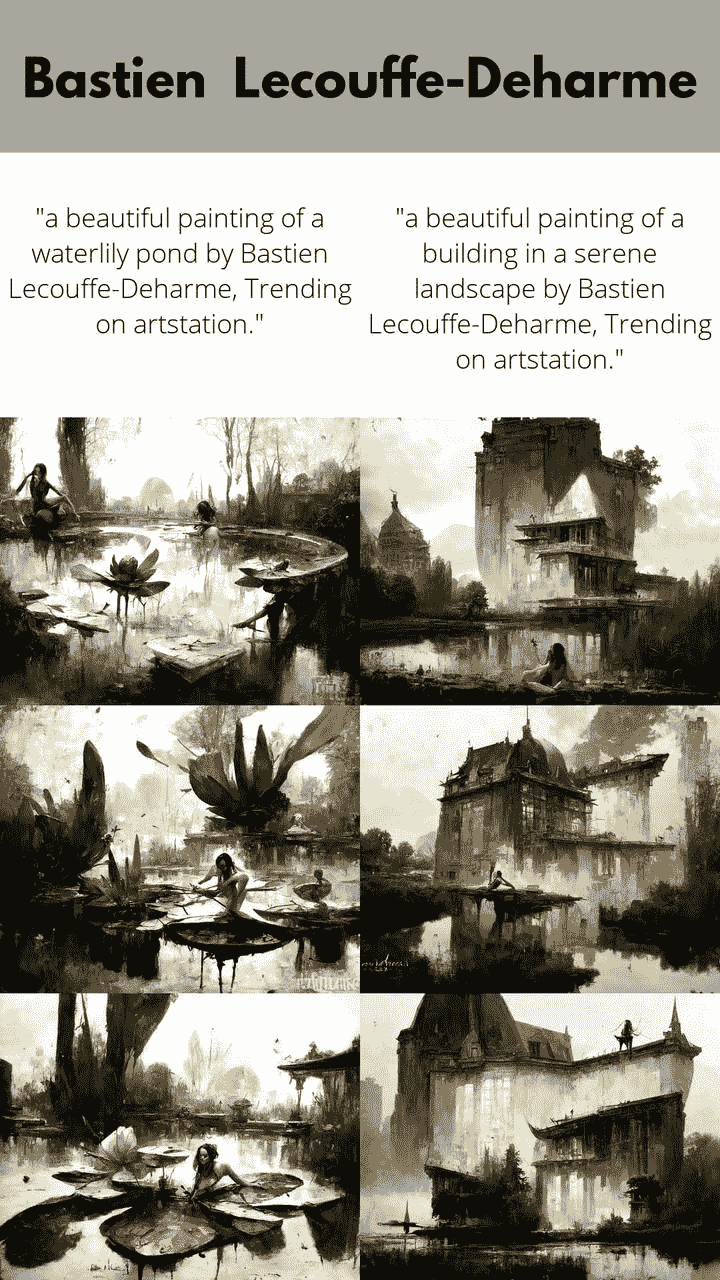 Bastien Lecouffe-Deharme
"a beautiful painting of a
waterlily pond by Bastien
Lecouffe-Deharme, Trending
on artstation."
"a beautiful painting of a
building in a serene
landscape by Bastien
Lecouffe-Deharme, Trending
on artstation."